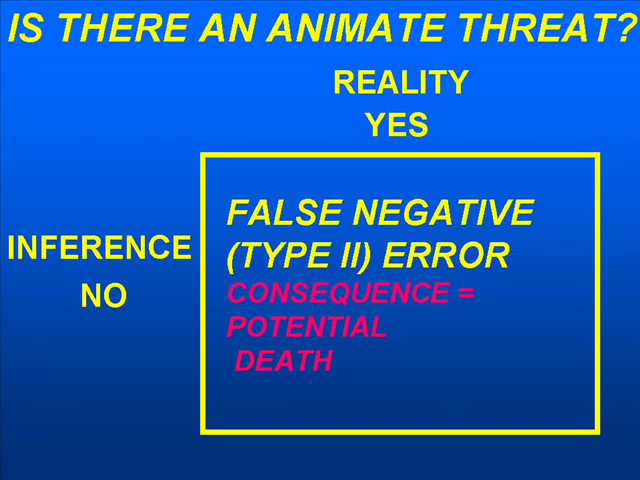 IS THERE AN ANIMATE THREAT?
REALITY
YES
INFERENCE
NO
FALSE NEGATIVE
(TYPE II) ERROR
CONSEQUENCE =
POTENTIAL
DEATH